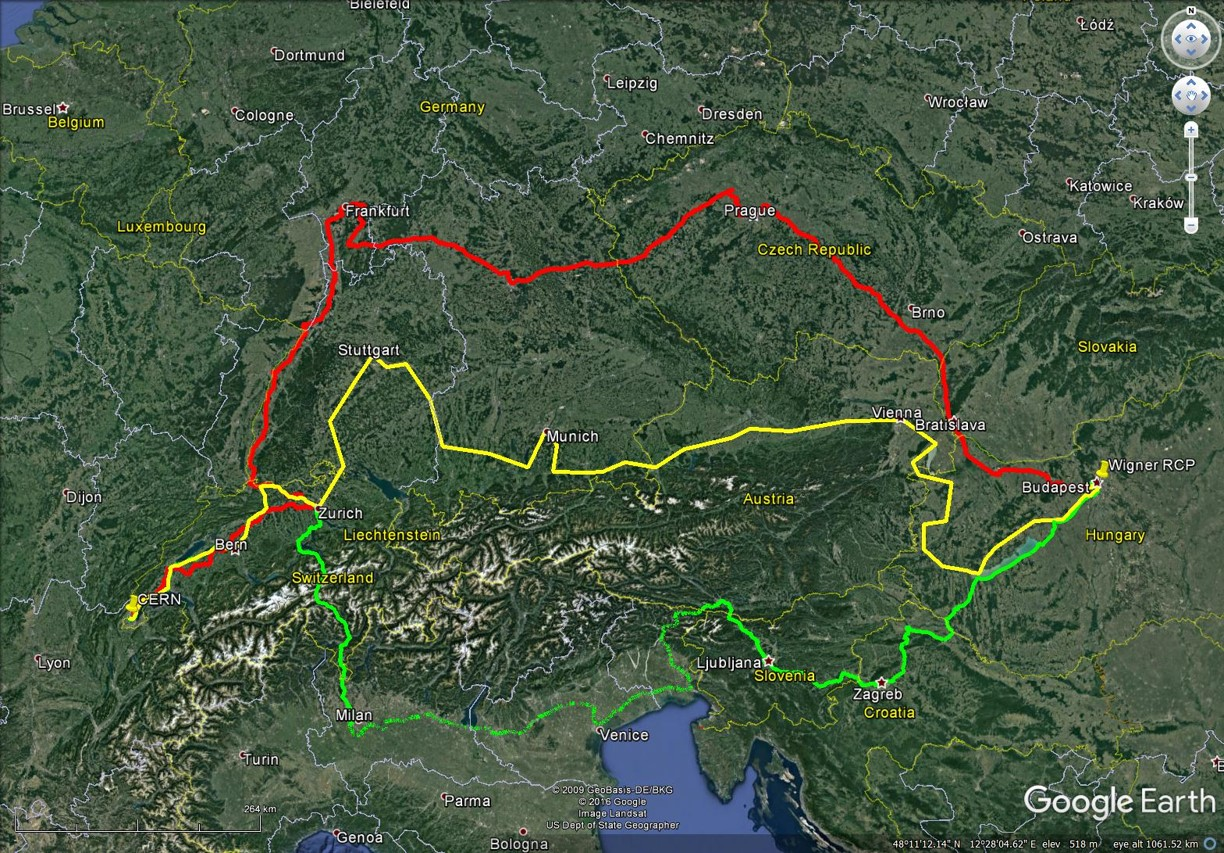 Bielefeld
Łódź
Dortmund
Leipzig
Brussel
Belgium
Cologne
Germany
Dresden
Wrocław
Chemnitz
Katowice
Kraków
Luxembourg
Frankfurt
Prague
Czech Republic
Ostrava
Brno
Stuttgart
Slovakia
Vienna
Bratislava
Munich
Wigner RCP
Dijon
Budapest
Austria
Zurich
Liechtenstein
Hungary
Bern
Switzerland
CERN
Lyon
Ljubljana
Slovenia
Zagreb
Croatia
Milan
Venice
Turin
Parma
Genoa
Bologna
264 km
© 2009 GeoBasis-DE/BKG
© 2016 Google
Image Landsat
US Dept of State Geographer
Google Earth
48°11'12.14" N 12°28'04.62" E elev 518 m eye alt 1061.52 km
N